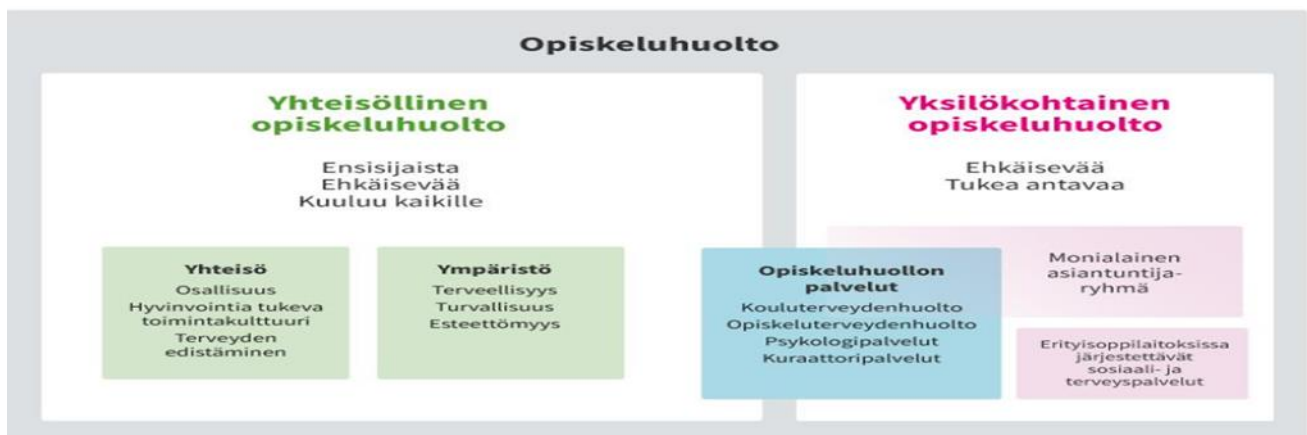 Opiskeluhuolto
Yhteisöllinen
opiskeluhuolto
Ensisijaista
Ehkäisevää
Kuuluu kaikille
Yhteisö
Osallisuus
Hyvinvointia tukeva
toimintakulttuuri
Terveyden
edistäminen
Ympäristö
Terveellisyys
Turvallisuus
Esteettömyys
Opiskeluhuollon
palvelut
Kouluterveydenhuolto
Opiskeluterveydenhuolto
Psykologipalvelut
Kuraattoripalvelut
Yksilökohtainen
opiskeluhuolto
Ehkäisevää
Tukea antavaa
Monialainen
asiantuntija-
ryhmä
Erityisoppilaitoksissa
järjestettävät
sosiaali- ja
terveyspalvelut